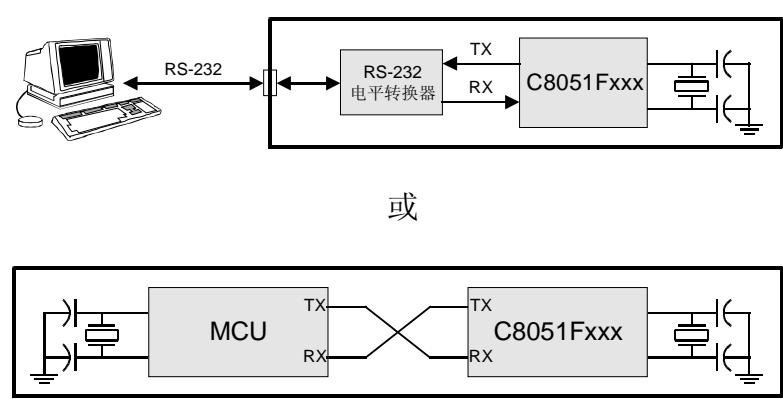 RS-232
RS-232
电平转换器
TX
RX
C8051Fxxx
或
MCU
TX
RX
TX
RX
C8051Fxxx